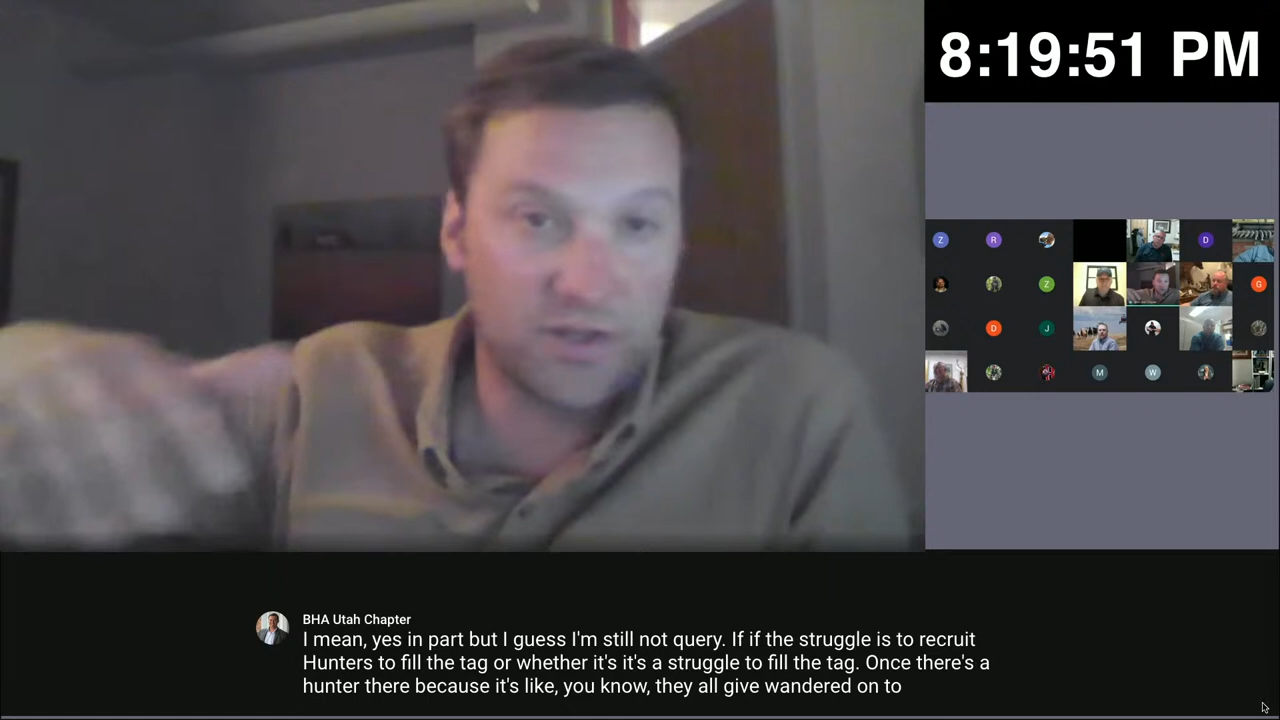 8:19:51 PM
Z
R
D
Z
G
D
J
M
W
BHA Utah Chapter
I mean, yes in part but I guess I'm still not query. If if the struggle is to recruit
Hunters to fill the tag or whether it's it's a struggle to fill the tag. Once there's a
hunter there because it's like, you know, they all give wandered on to